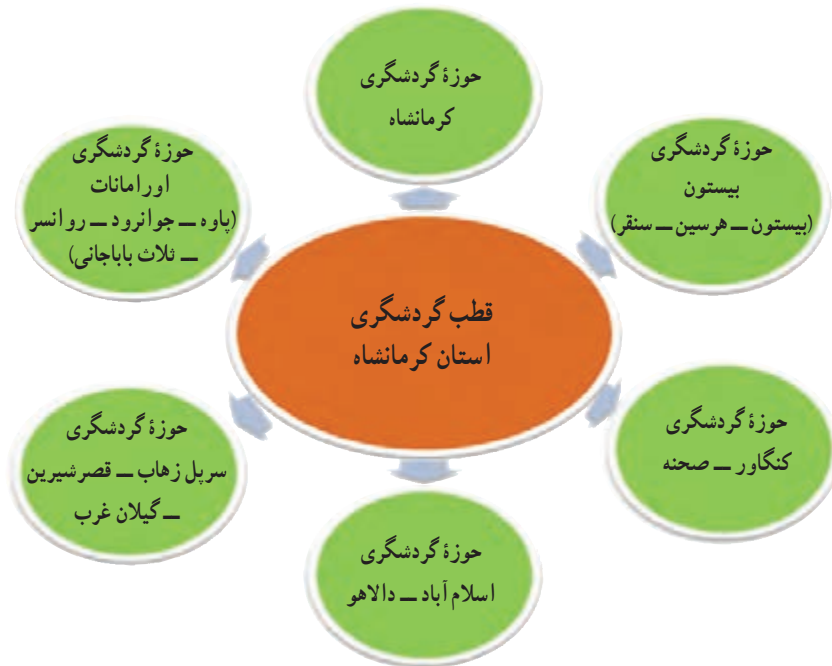 حوزهٔ گردشگری
کرمانشاه
حوزهٔ گردشگری
بیستون
(بیستون ــ هرسین ــ سنقر)
حوزهٔ گردشگری
اورامانات
(پاوه ــ جوانرود ــ روانسر
ــ ثلاث باباجانی)
قطب گردشگری
استان کرمانشاه
حوزهٔ گردشگری
کنگاور ــ صحنه
حوزهٔ گردشگری
سرپل زهاب ــ قصرشیرین
ــ گیلان غرب
حوزهٔ گردشگری
اسلام آباد ــ دالاهو